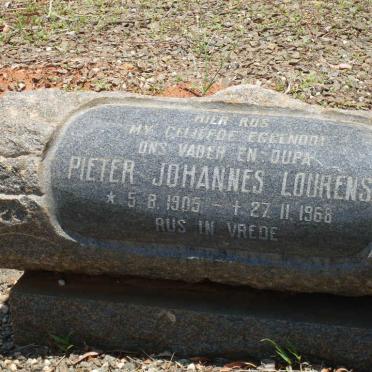 HIER RUS
MY GELIEFDE EGGENOOT
ONS VADER EN OUPA
PIETER JOHANNES LOURENS
* 5.8.1905 – † 27.11.1968
RUS IN VREDE